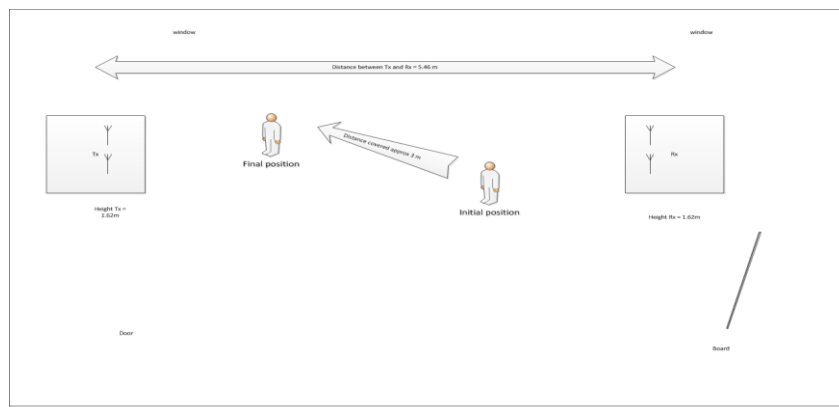 window
window
Distance between Tx and Rx = 5.46 m
Distance covered approx 3 m
Tx
Rx
Final position
Initial position
Height Tx =
1.62m
Height Rx = 1.62m
Door
Board